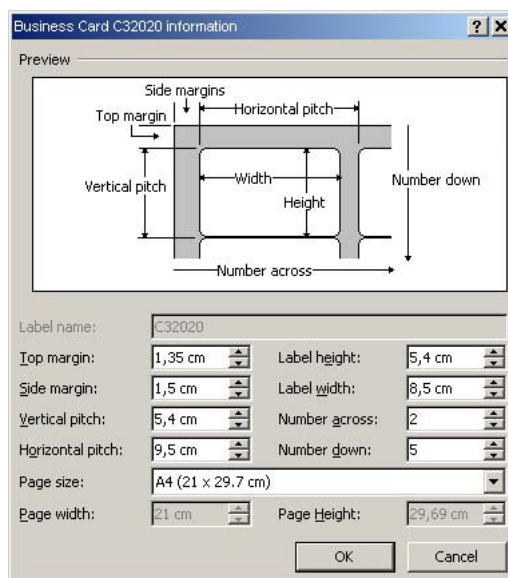 Business Card C32020 information
Preview
Side margins
Top margin
Horizontal pitch
Vertical pitch
Width
Height
Number down
Number across
Label name: C32020
Top margin: 1,35 cm Label height: 5,4 cm
Side margin: 1,5 cm Label width: 8,5 cm
Vertical pitch: 5,4 cm Number across: 2
Horizontal pitch: 9,5 cm Number down: 5
Page size: A4 (21 x 29.7 cm)
Page width: 21 cm Page Height: 29,69 cm
OK Cancel